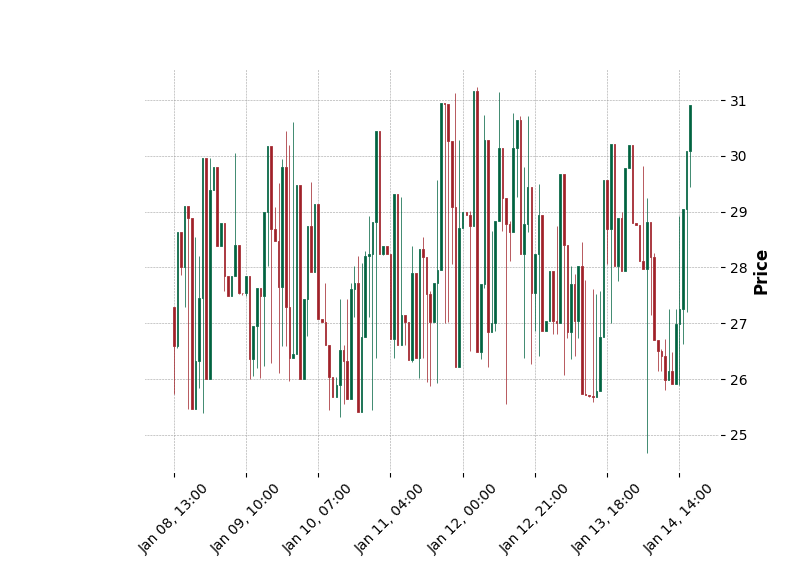 31
30
29
28
27
26
25
Price
Jan 08, 13:00
Jan 09, 10:00
Jan 10, 07:00
Jan 11, 04:00
Jan 12, 00:00
Jan 12, 21:00
Jan 13, 18:00
Jan 14, 14:00